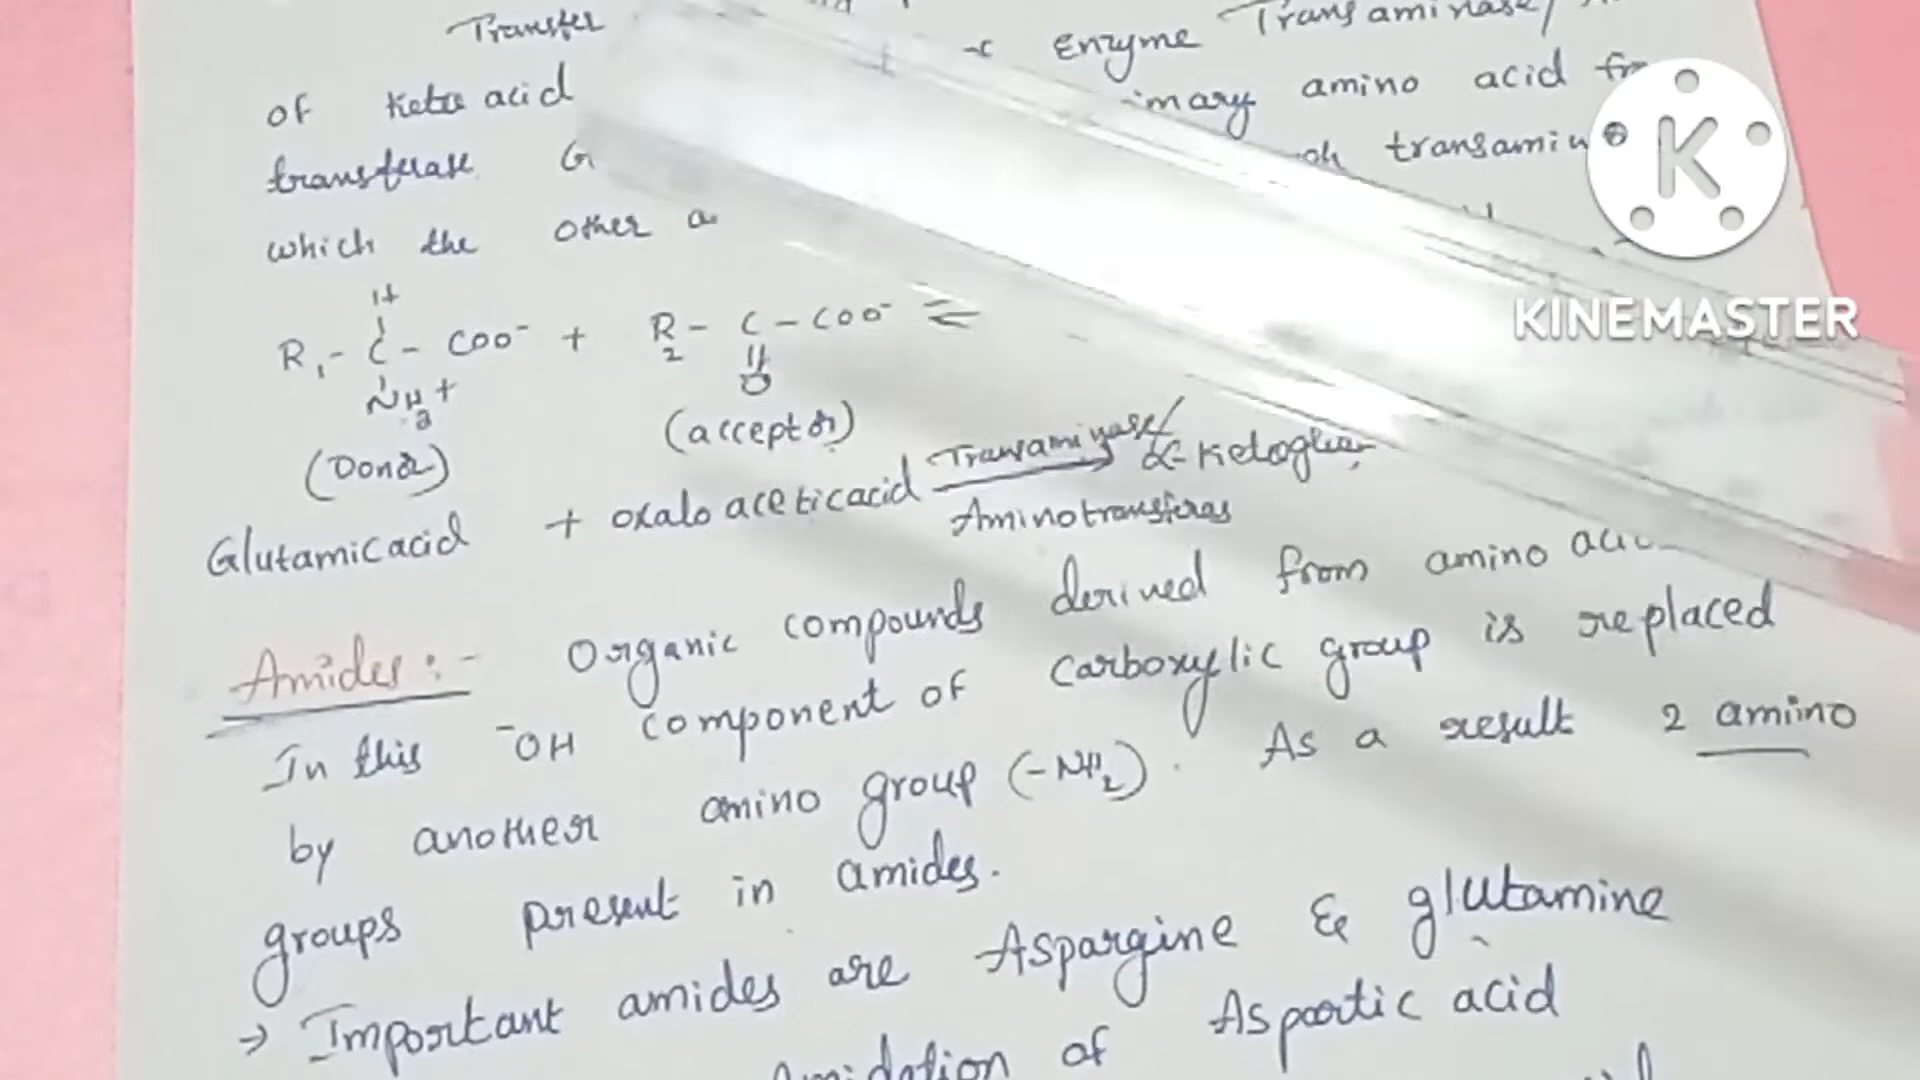 Transfer enzyme Transaminase/
of Keto acid amino acid
transferase transamin
which the other
H
R1 - C - COO- + R2 - C - COO- ⇌
NH3+ O
(Donor) (acceptor)
Glutamic acid + oxalo acetic acid Transaminase/ α-Ketoglu
Aminotransferas
Amides :- Organic compounds derived from amino
In this -OH component of carboxylic group is replaced
by another amino group (-NH2). As a result 2 amino
groups present in amides.
→ Important amides are Aspargine & glutamine
of Aspartic acid
K
KINEMASTER